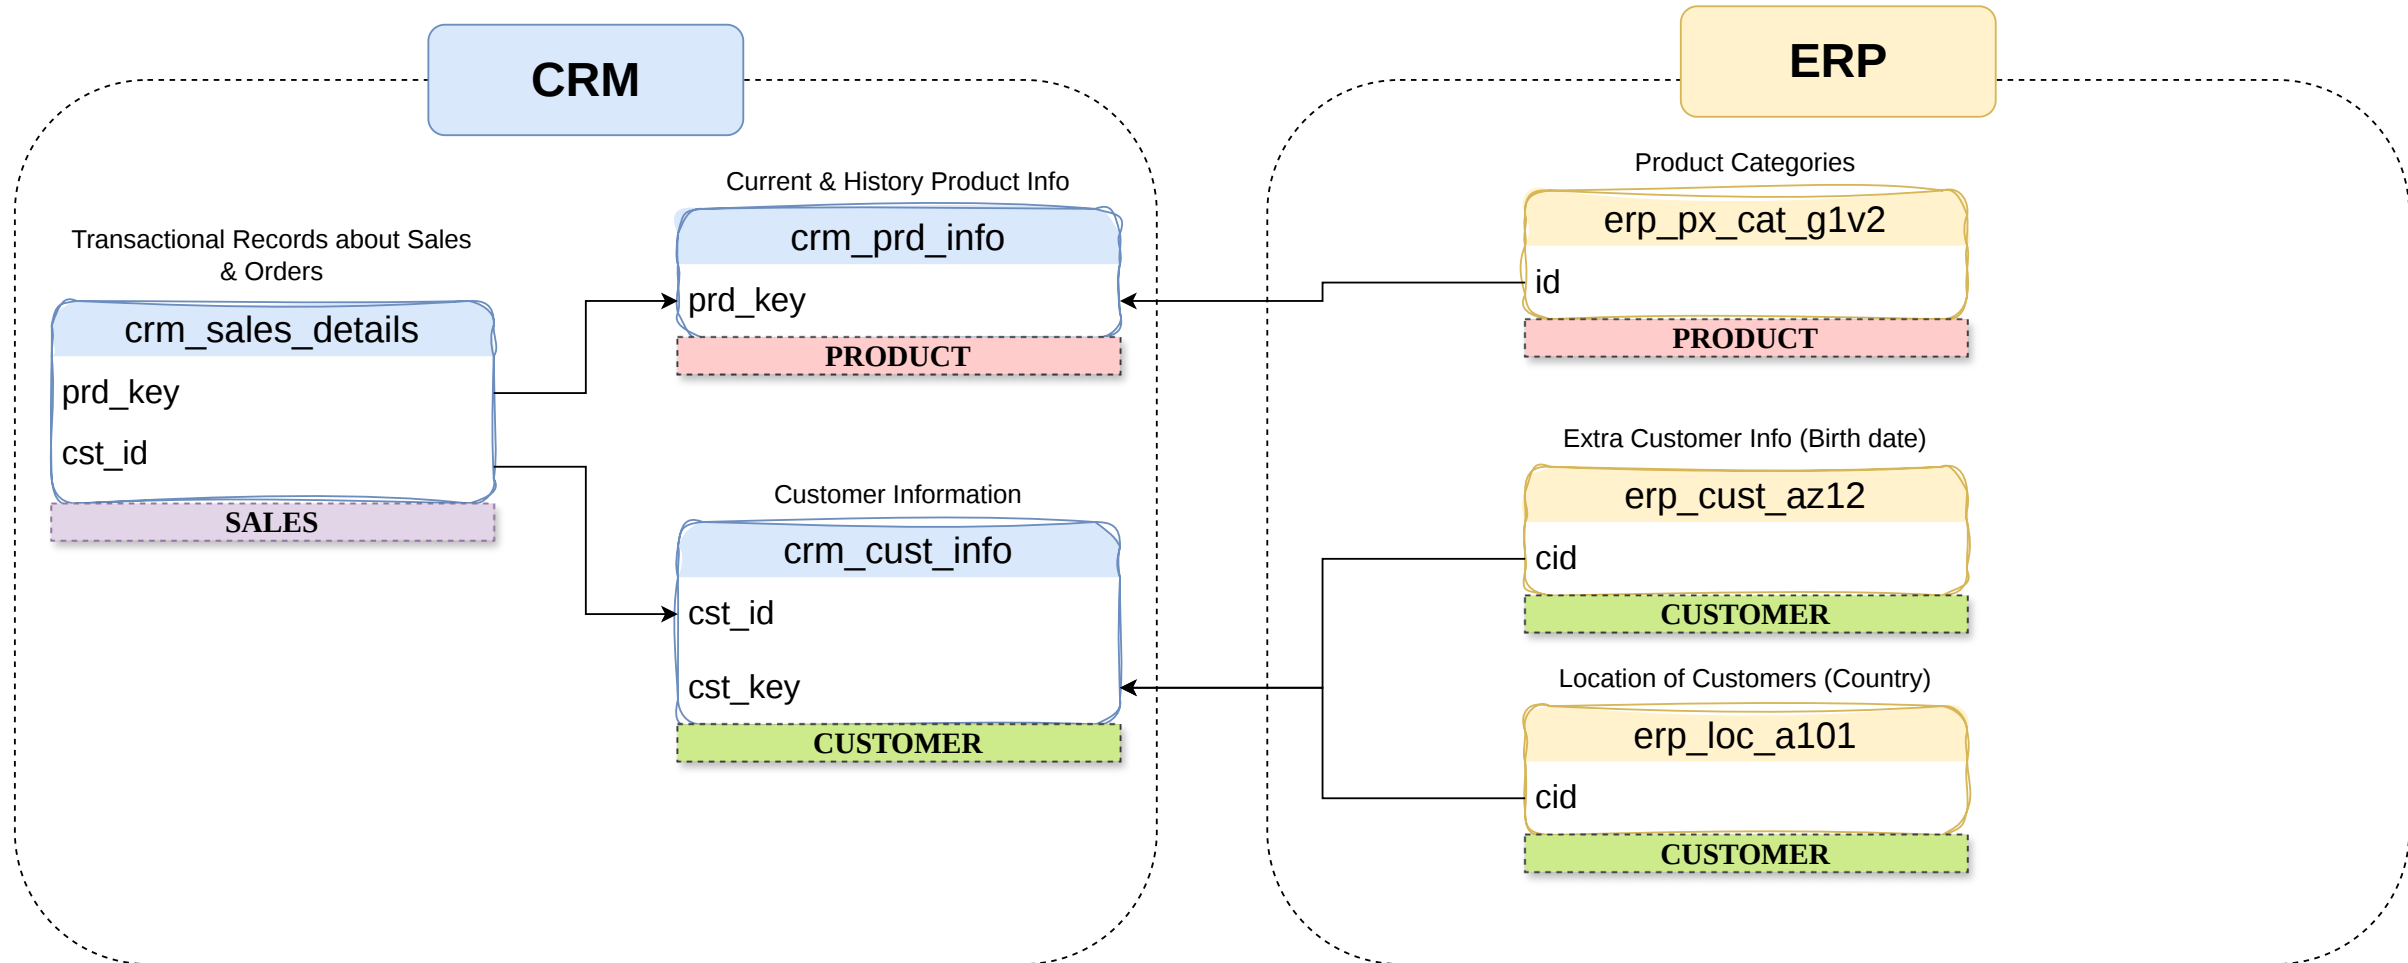 CRM
Transactional Records about Sales
& Orders
crm_sales_details
prd_key
cst_id
SALES
Current & History Product Info
crm_prd_info
prd_key
PRODUCT
Customer Information
crm_cust_info
cst_id
cst_key
CUSTOMER
ERP
Product Categories
erp_px_cat_g1v2
id
PRODUCT
Extra Customer Info (Birth date)
erp_cust_az12
cid
CUSTOMER
Location of Customers (Country)
erp_loc_a101
cid
CUSTOMER